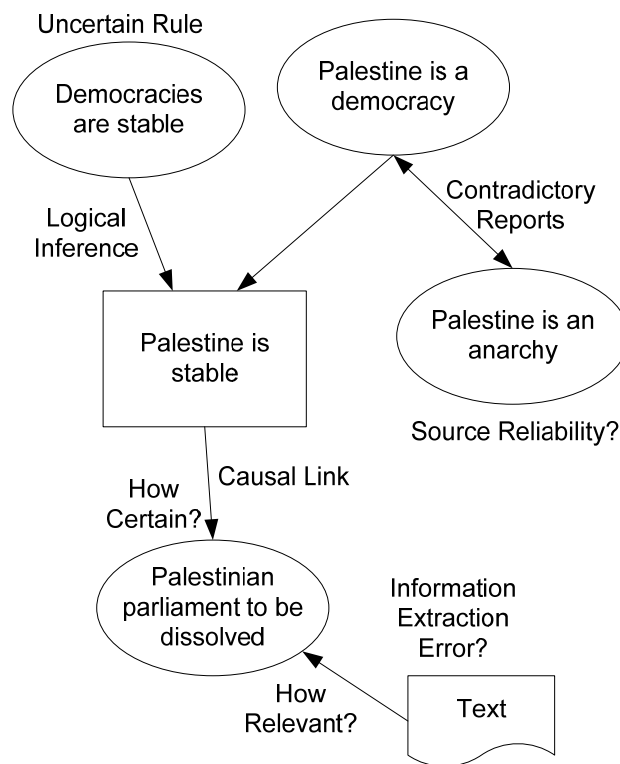 Uncertain Rule
Democracies
are stable
Palestine is a
democracy
Logical
Inference
Contradictory
Reports
Palestine is
stable
Palestine is an
anarchy
Source Reliability?
Causal Link
How
Certain?
Palestinian
parliament to be
dissolved
Information
Extraction
Error?
How
Relevant?
Text